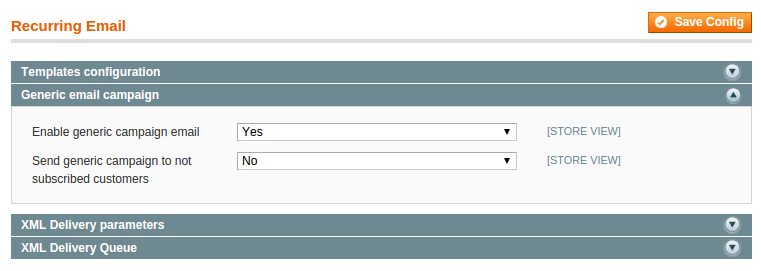 Recurring Email
Save Config
Templates configuration
Generic email campaign
Enable generic campaign email
Yes
[STORE VIEW]
Send generic campaign to not
subscribed customers
No
[STORE VIEW]
XML Delivery parameters
XML Delivery Queue